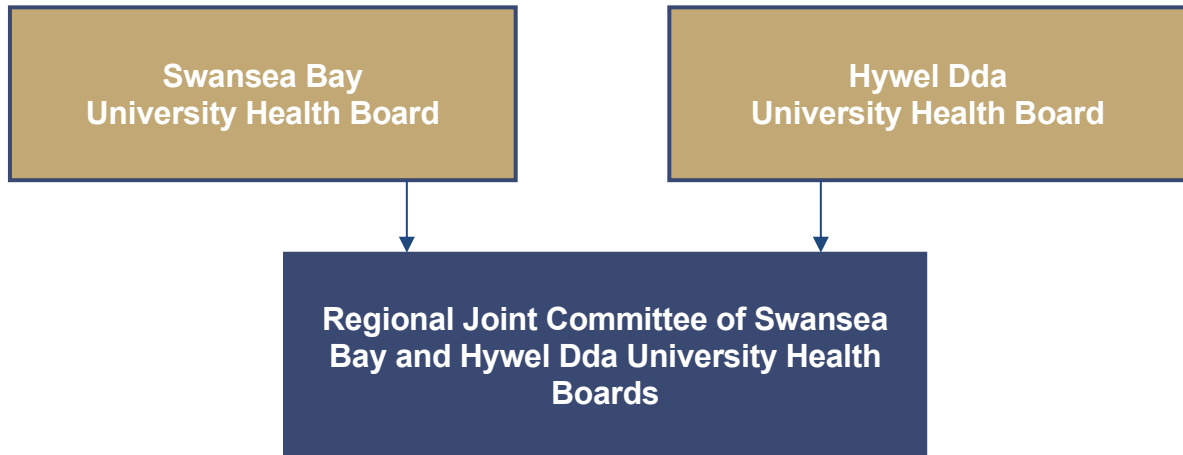 Swansea Bay
University Health Board
Hywel Dda
University Health Board
Regional Joint Committee of Swansea
Bay and Hywel Dda University Health
Boards